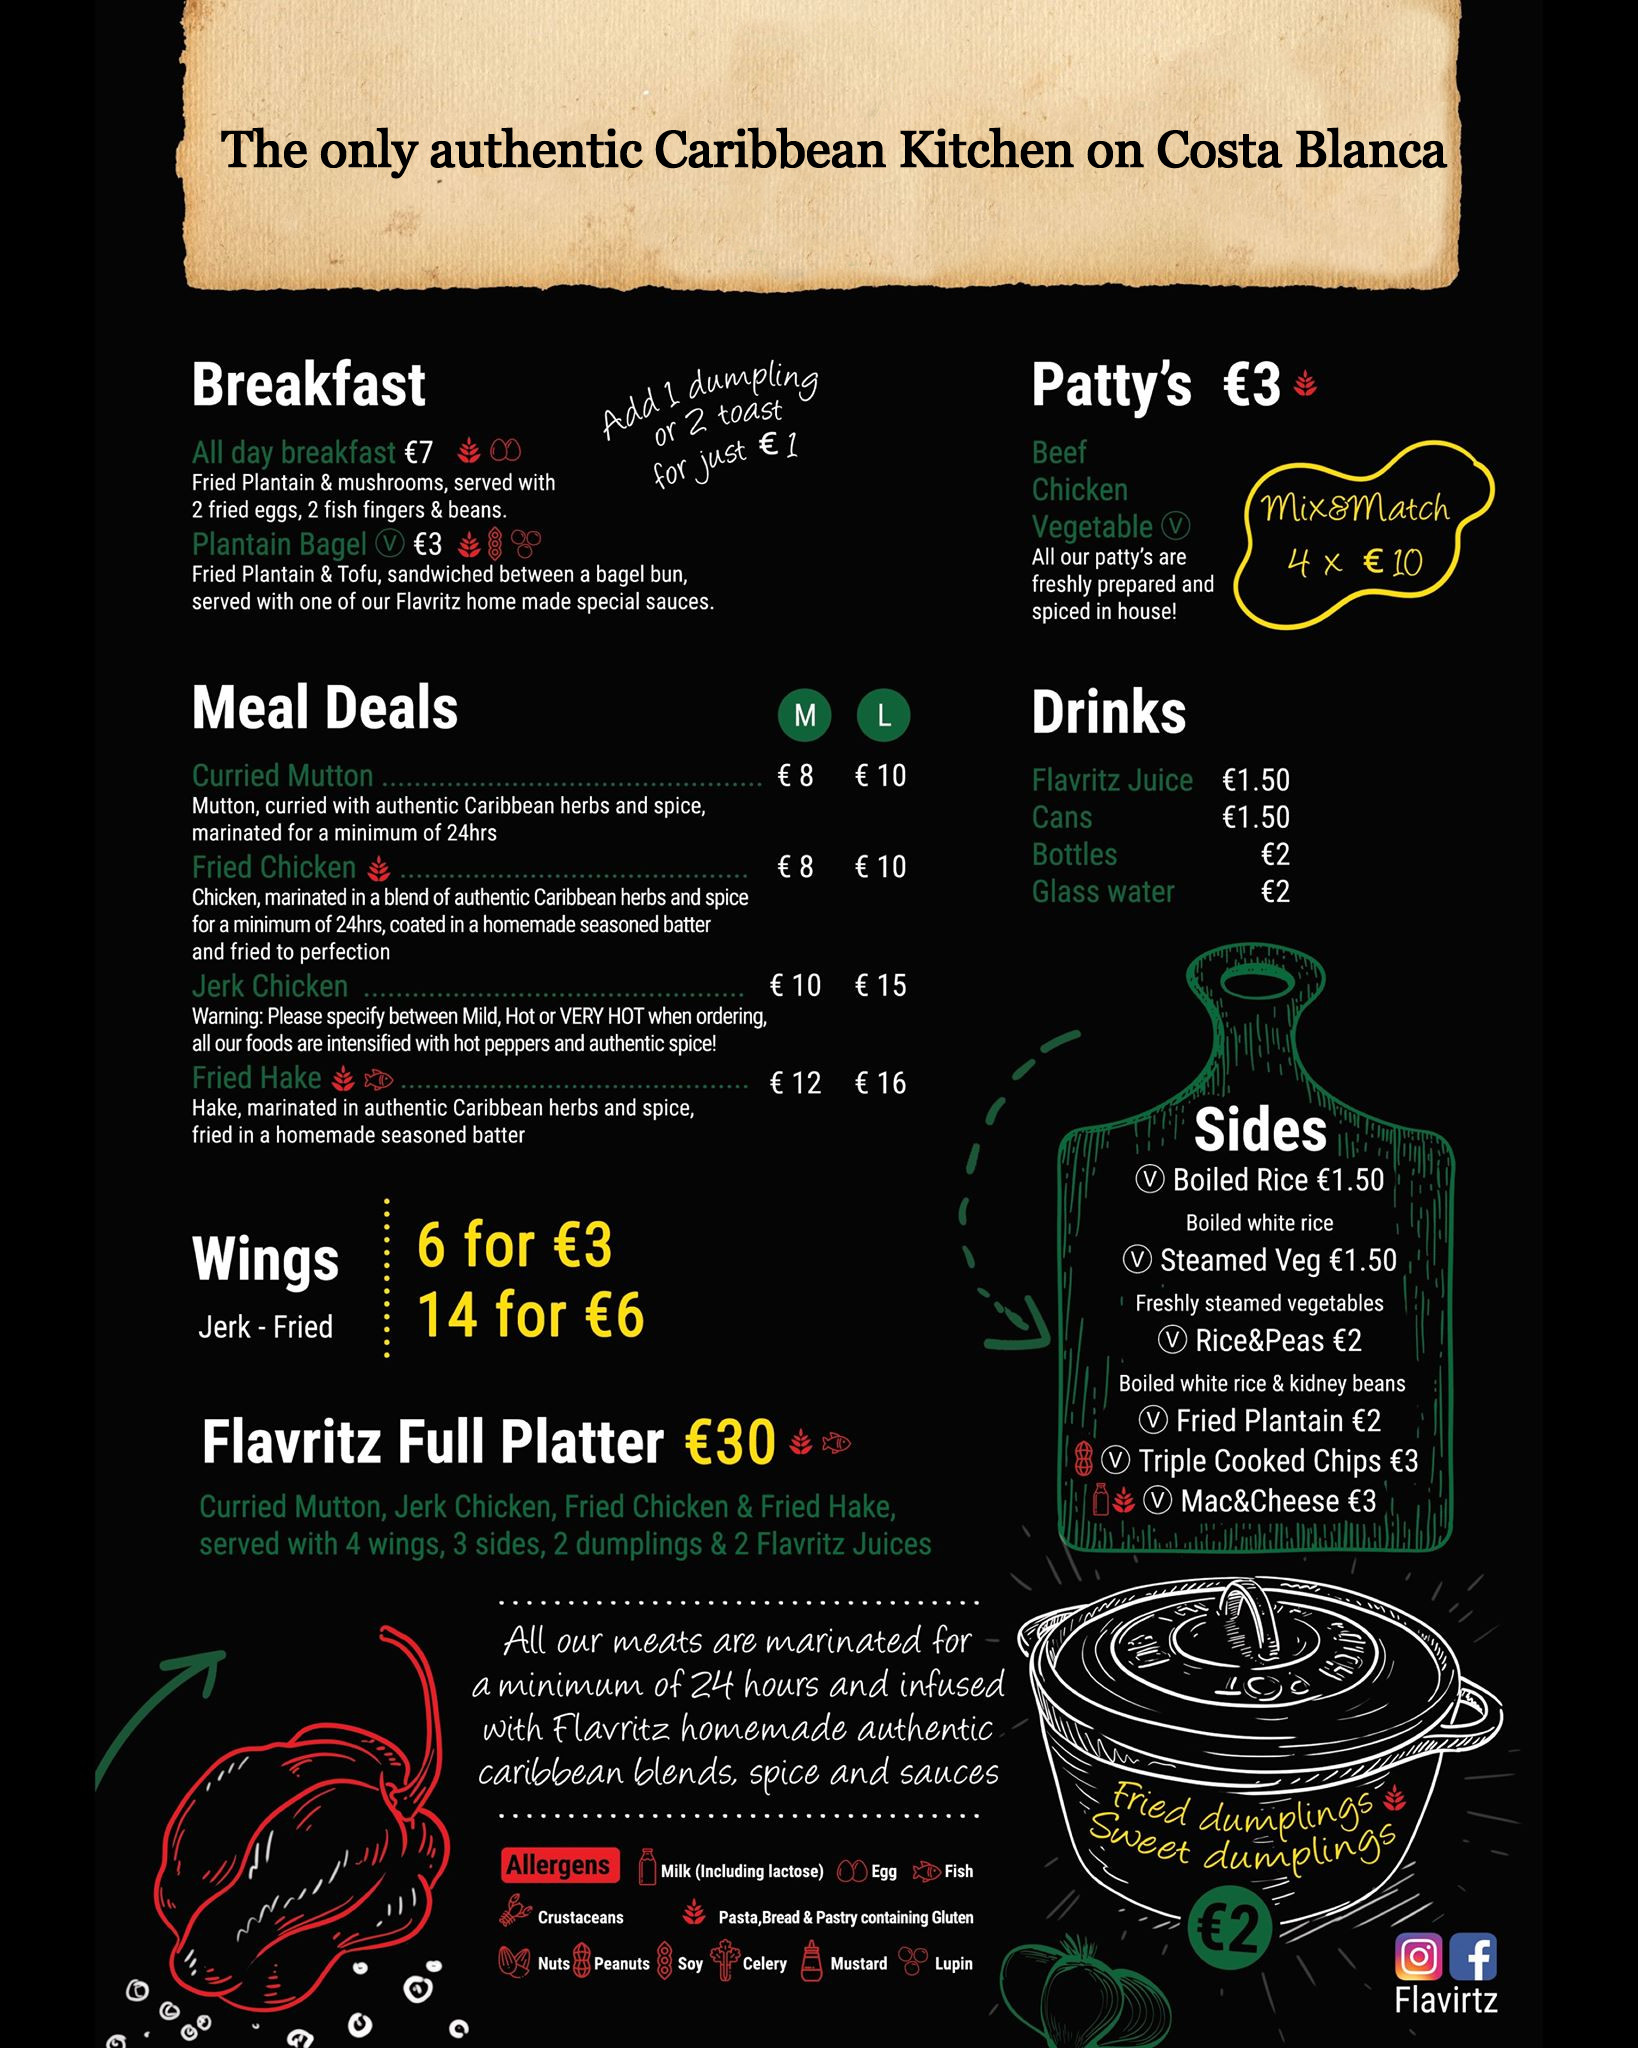 The only authentic Caribbean Kitchen on Costa Blanca
Breakfast
Add 1 dumpling
or 2 toast
for just € 1
All day breakfast €7
Fried Plantain & mushrooms, served with
2 fried eggs, 2 fish fingers & beans.
Plantain Bagel V €3
Fried Plantain & Tofu, sandwiched between a bagel bun,
served with one of our Flavritz home made special sauces.
Patty's €3
Beef
Chicken
Vegetable V
All our patty's are
freshly prepared and
spiced in house!
Mix&Match
4 x € 10
Meal Deals M L
Curried Mutton ........................................ € 8 € 10
Mutton, curried with authentic Caribbean herbs and spice,
marinated for a minimum of 24hrs
Fried Chicken ........................................ € 8 € 10
Chicken, marinated in a blend of authentic Caribbean herbs and spice
for a minimum of 24hrs, coated in a homemade seasoned batter
and fried to perfection
Jerk Chicken ........................................ € 10 € 15
Warning: Please specify between Mild, Hot or VERY HOT when ordering,
all our foods are intensified with hot peppers and authentic spice!
Fried Hake ........................................ € 12 € 16
Hake, marinated in authentic Caribbean herbs and spice,
fried in a homemade seasoned batter
Drinks
Flavritz Juice €1.50
Cans €1.50
Bottles €2
Glass water €2
Sides
V Boiled Rice €1.50
Boiled white rice
V Steamed Veg €1.50
Freshly steamed vegetables
V Rice&Peas €2
Boiled white rice & kidney beans
V Fried Plantain €2
V Triple Cooked Chips €3
V Mac&Cheese €3
Wings
Jerk - Fried
6 for €3
14 for €6
Flavritz Full Platter €30
Curried Mutton, Jerk Chicken, Fried Chicken & Fried Hake,
served with 4 wings, 3 sides, 2 dumplings & 2 Flavritz Juices
All our meats are marinated for
a minimum of 24 hours and infused
with Flavritz homemade authentic
caribbean blends, spice and sauces
Fried dumplings
Sweet dumplings
€2
Allergens Milk (Including lactose) Egg Fish
Crustaceans Pasta,Bread & Pastry containing Gluten
Nuts Peanuts Soy Celery Mustard Lupin
Flavirtz